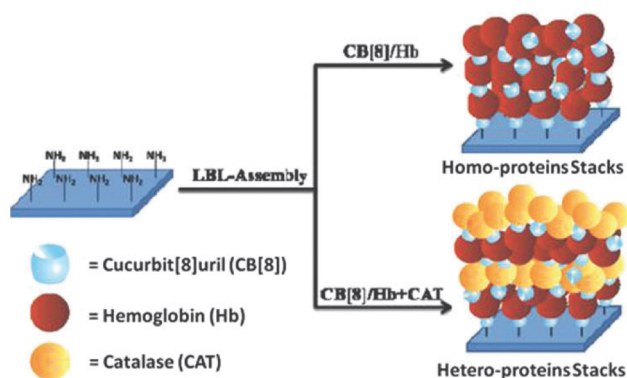 CB[8]/Hb
Homo-proteins Stacks
NH₂ NH₂ NH₂ NH₂
NH₂ NH₂ NH₂ NH₂
LBL-Assembly
= Cucurbit[8]uril (CB[8])
= Hemoglobin (Hb)
= Catalase (CAT)
CB[8]/Hb+CAT
Hetero-proteins Stacks